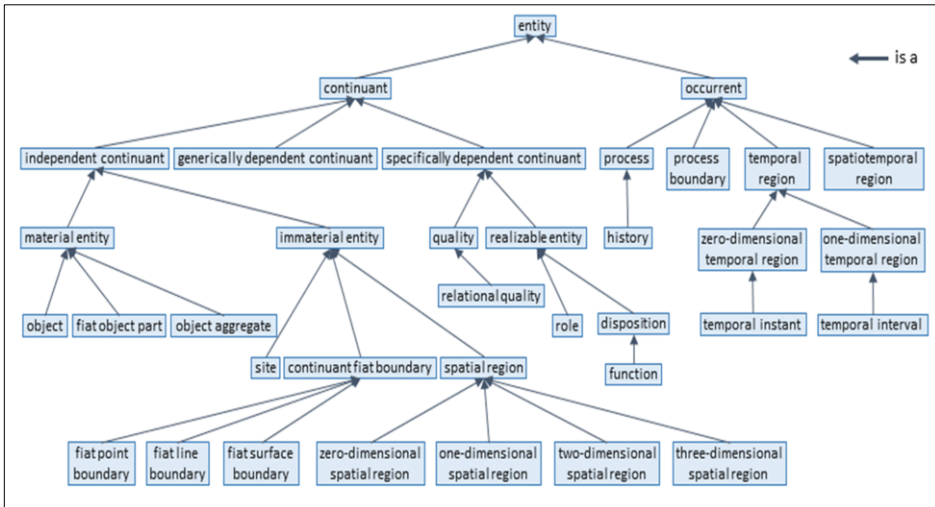 entity
is a
continuant
occurrent
independent continuant
generically dependent continuant
specifically dependent continuant
process
process
boundary
temporal
region
spatiotemporal
region
material entity
immaterial entity
quality
realizable entity
history
zero-dimensional
temporal region
one-dimensional
temporal region
relational quality
object
fiat object part
object aggregate
role
disposition
temporal instant
temporal interval
site
continuant fiat boundary
spatial region
function
fiat point
boundary
fiat line
boundary
fiat surface
boundary
zero-dimensional
spatial region
one-dimensional
spatial region
two-dimensional
spatial region
three-dimensional
spatial region